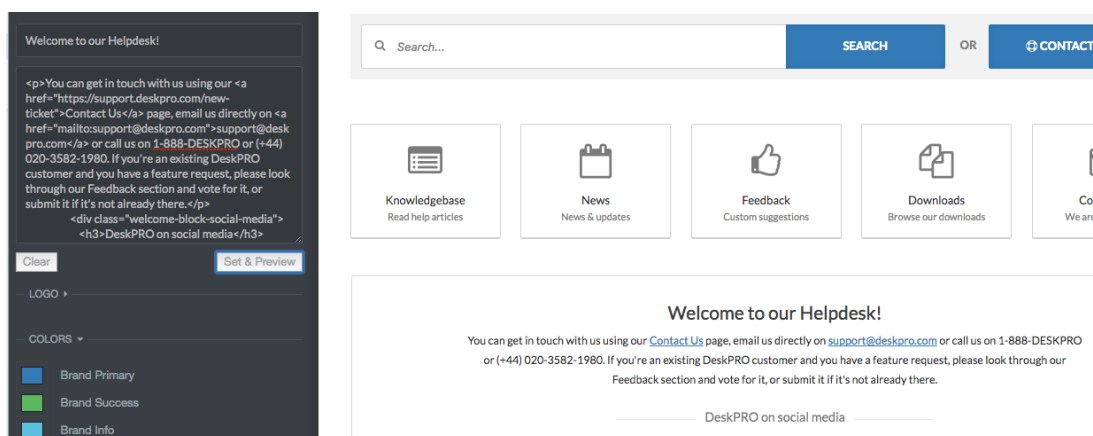 Welcome to our Helpdesk!
<p>You can get in touch with us using our <a
href="https://support.deskpro.com/new-
ticket">Contact Us</a> page, email us directly on <a
href="mailto:support@deskpro.com">support@desk
pro.com</a> or call us on 1-888-DESKPRO or (+44)
020-3582-1980. If you're an existing DeskPRO
customer and you have a feature request, please look
through our Feedback section and vote for it, or
submit it if it's not already there.</p>
<div class="welcome-block-social-media">
<h3>DeskPRO on social media</h3>
Clear
Set & Preview
LOGO
COLORS
Brand Primary
Brand Success
Brand Info
Search...
SEARCH
OR
CONTACT
Knowledgebase
Read help articles
News
News & updates
Feedback
Custom suggestions
Downloads
Browse our downloads
Co
We are
Welcome to our Helpdesk!
You can get in touch with us using our Contact Us page, email us directly on support@deskpro.com or call us on 1-888-DESKPRO
or (+44) 020-3582-1980. If you're an existing DeskPRO customer and you have a feature request, please look through our
Feedback section and vote for it, or submit it if it's not already there.
DeskPRO on social media